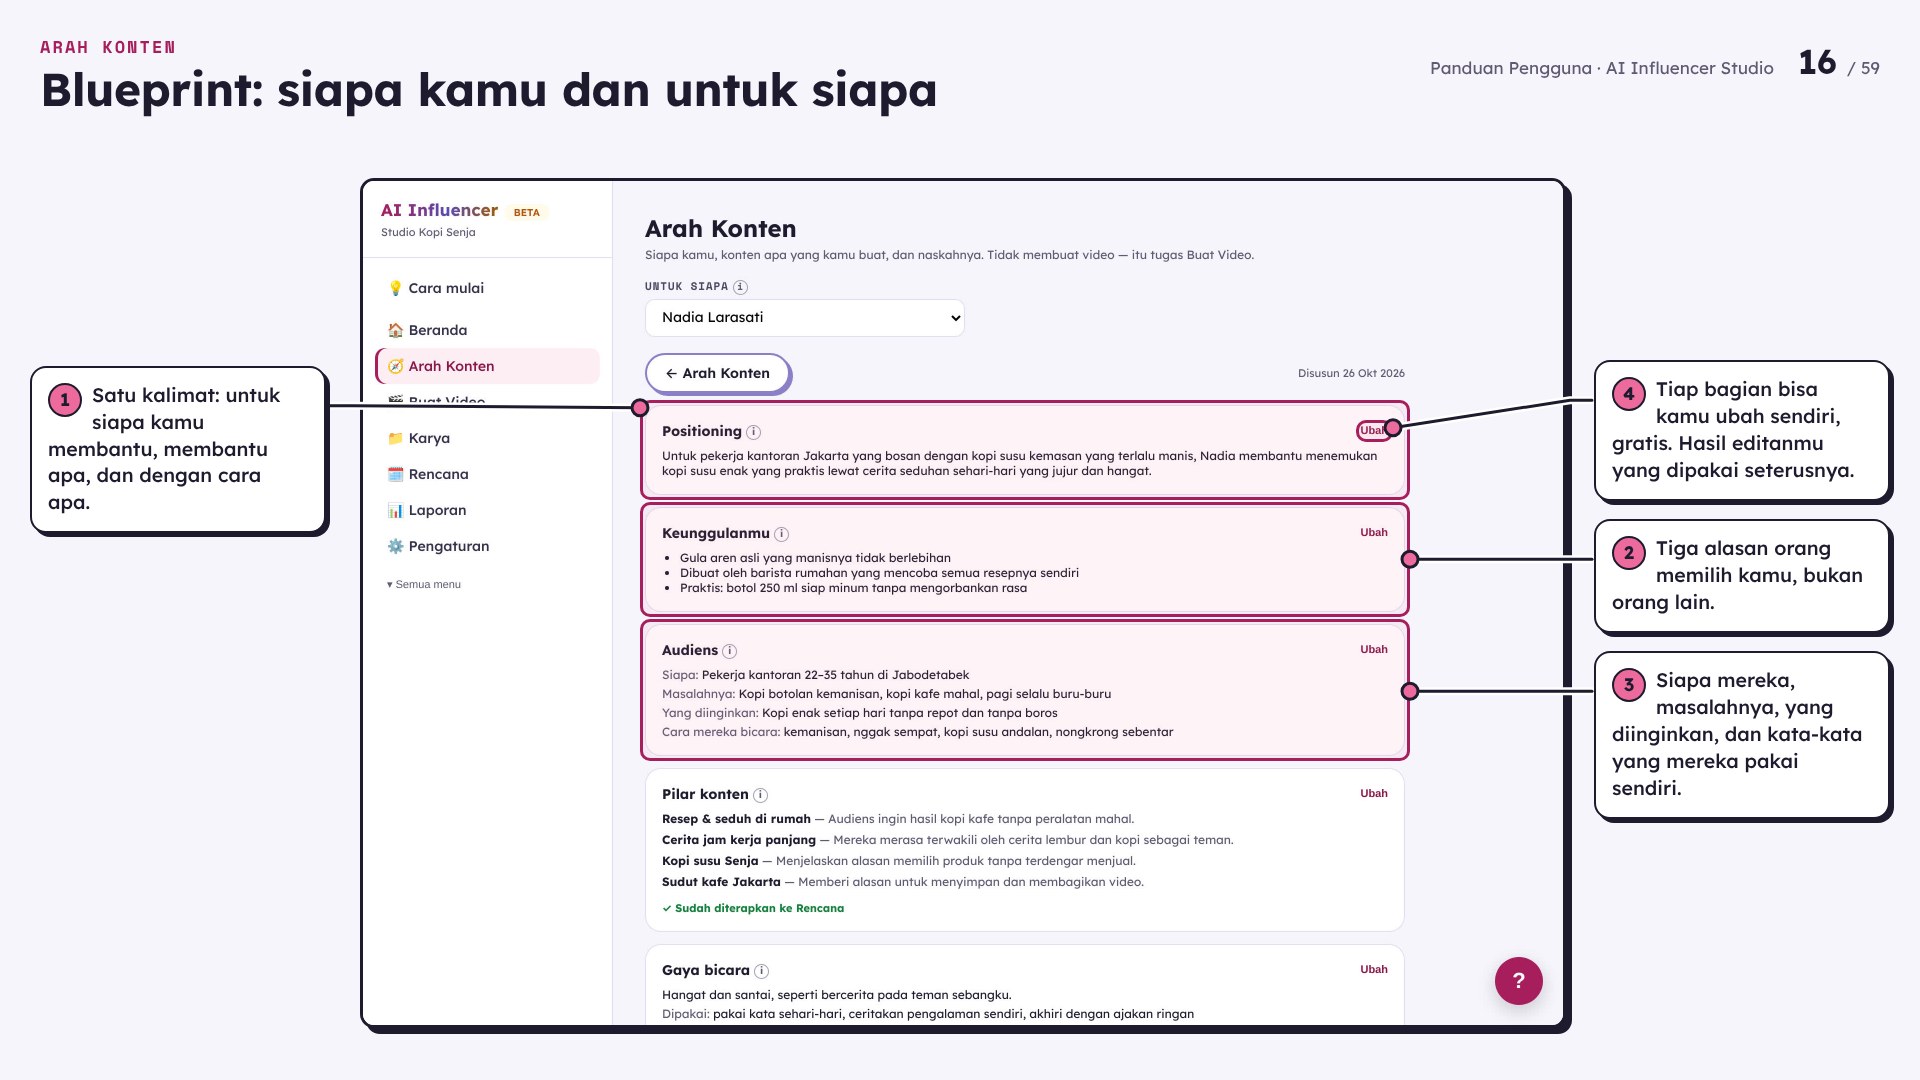 ARAH KONTEN
Blueprint: siapa kamu dan untuk siapa
Panduan Pengguna · AI Influencer Studio 16 / 59
AI Influencer BETA
Studio Kopi Senja
💡 Cara mulai
🏠 Beranda
🧭 Arah Konten
🎬 Buat Video
📁 Karya
🗓️ Rencana
📊 Laporan
⚙️ Pengaturan
▾ Semua menu
Arah Konten
Siapa kamu, konten apa yang kamu buat, dan naskahnya. Tidak membuat video — itu tugas Buat Video.
UNTUK SIAPA ⓘ
Nadia Larasati
← Arah Konten
Disusun 26 Okt 2026
Positioning ⓘ
Untuk pekerja kantoran Jakarta yang bosan dengan kopi susu kemasan yang terlalu manis, Nadia membantu menemukan
kopi susu enak yang praktis lewat cerita seduhan sehari-hari yang jujur dan hangat.
Keunggulanmu ⓘ Ubah
• Gula aren asli yang manisnya tidak berlebihan
• Dibuat oleh barista rumahan yang mencoba semua resepnya sendiri
• Praktis: botol 250 ml siap minum tanpa mengorbankan rasa
Audiens ⓘ Ubah
Siapa: Pekerja kantoran 22–35 tahun di Jabodetabek
Masalahnya: Kopi botolan kemanisan, kopi kafe mahal, pagi selalu buru-buru
Yang diinginkan: Kopi enak setiap hari tanpa repot dan tanpa boros
Cara mereka bicara: kemanisan, nggak sempat, kopi susu andalan, nongkrong sebentar
Pilar konten ⓘ Ubah
Resep & seduh di rumah — Audiens ingin hasil kopi kafe tanpa peralatan mahal.
Cerita jam kerja panjang — Mereka merasa terwakili oleh cerita lembur dan kopi sebagai teman.
Kopi susu Senja — Menjelaskan alasan memilih produk tanpa terdengar menjual.
Sudut kafe Jakarta — Memberi alasan untuk menyimpan dan membagikan video.
✓ Sudah diterapkan ke Rencana
Gaya bicara ⓘ Ubah
Hangat dan santai, seperti bercerita pada teman sebangku.
Dipakai: pakai kata sehari-hari, ceritakan pengalaman sendiri, akhiri dengan ajakan ringan
?
1 Satu kalimat: untuk
siapa kamu
membantu, membantu
apa, dan dengan cara
apa.
4 Tiap bagian bisa
kamu ubah sendiri,
gratis. Hasil editanmu
yang dipakai seterusnya.
2 Tiga alasan orang
memilih kamu, bukan
orang lain.
3 Siapa mereka,
masalahnya, yang
diinginkan, dan kata-kata
yang mereka pakai
sendiri.